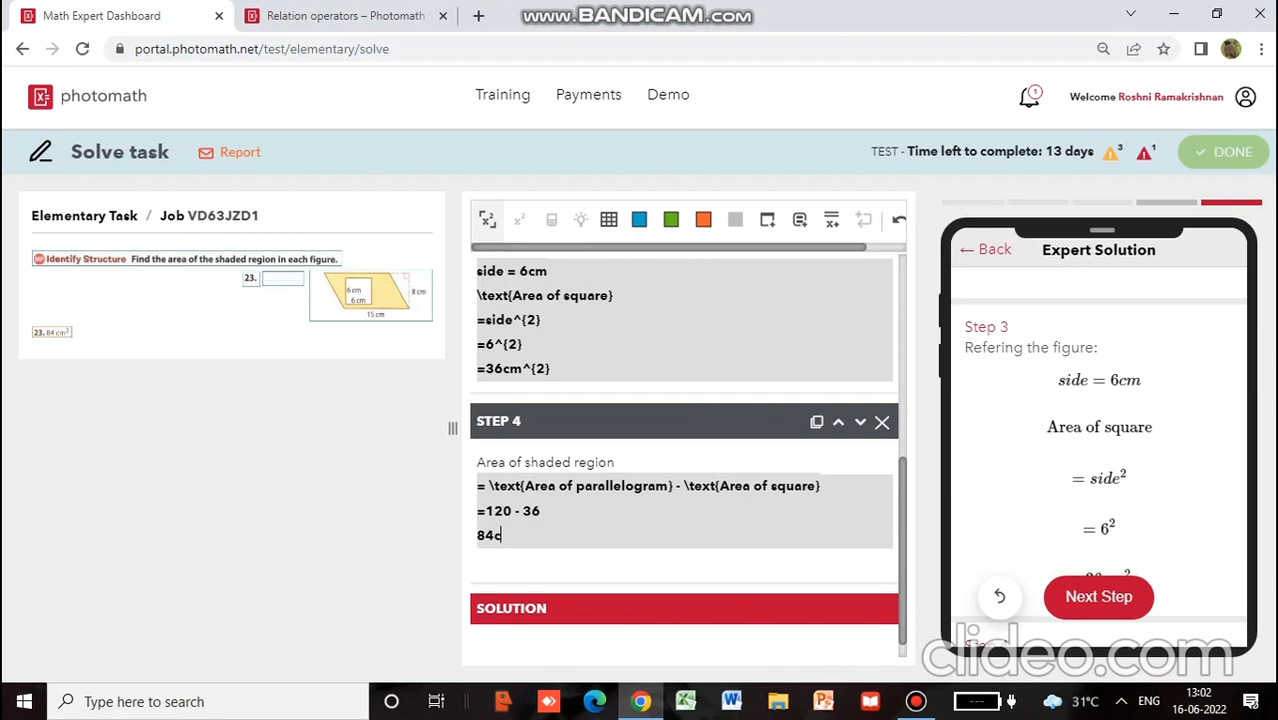 www.BANDICAM.com
Math Expert Dashboard
Relation operators – Photomath
portal.photomath.net/test/elementary/solve
photomath
Training
Payments
Demo
1
Welcome Roshni Ramakrishnan
Solve task
Report
TEST - Time left to complete: 13 days
3
1
DONE
Elementary Task / Job VD63JZD1
Identify Structure Find the area of the shaded region in each figure.
23.
6 cm
6 cm
8 cm
15 cm
23. 84 cm²
side = 6cm
\text{Area of square}
=side^{2}
=6^{2}
=36cm^{2}
STEP 4
Area of shaded region
= \text{Area of parallelogram} - \text{Area of square}
=120 - 36
84c
SOLUTION
← Back
Expert Solution
Step 3
Refering the figure:
side = 6cm
Area of square
= side²
= 6²
Next Step
clideo.com
Type here to search
31°C
ENG
13:02
16-06-2022